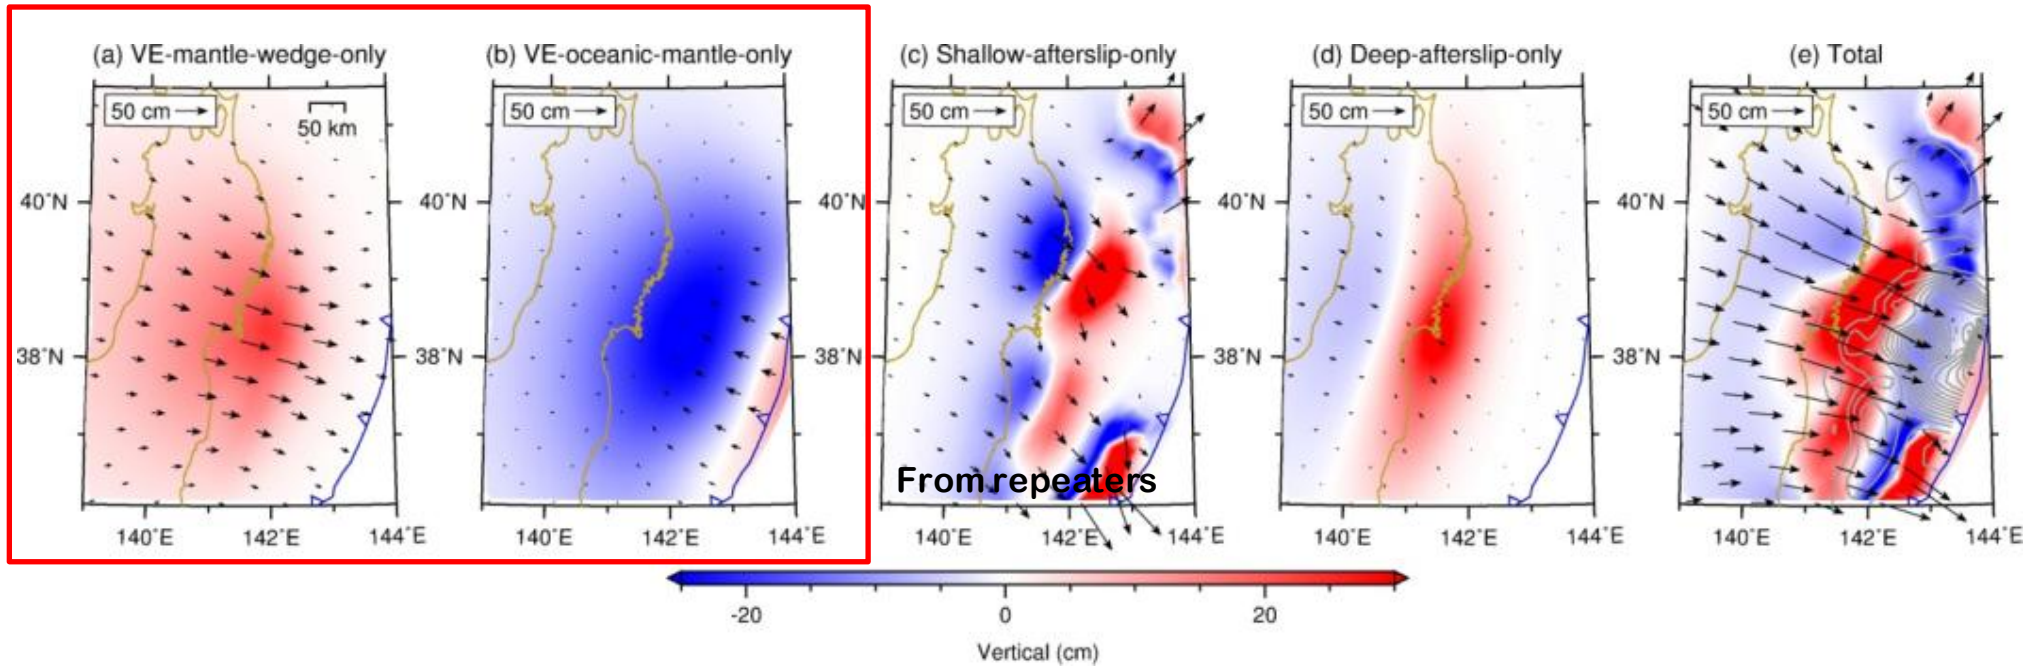 (a) VE-mantle-wedge-only
(b) VE-oceanic-mantle-only
(c) Shallow-afterslip-only
(d) Deep-afterslip-only
(e) Total
50 cm
50 km
50 cm
50 cm
50 cm
50 cm
40°N
40°N
40°N
40°N
40°N
38°N
38°N
38°N
38°N
38°N
From repeaters
140°E
142°E
144°E
140°E
142°E
144°E
140°E
142°E
144°E
140°E
142°E
144°E
140°E
142°E
144°E
-20
0
20
Vertical (cm)